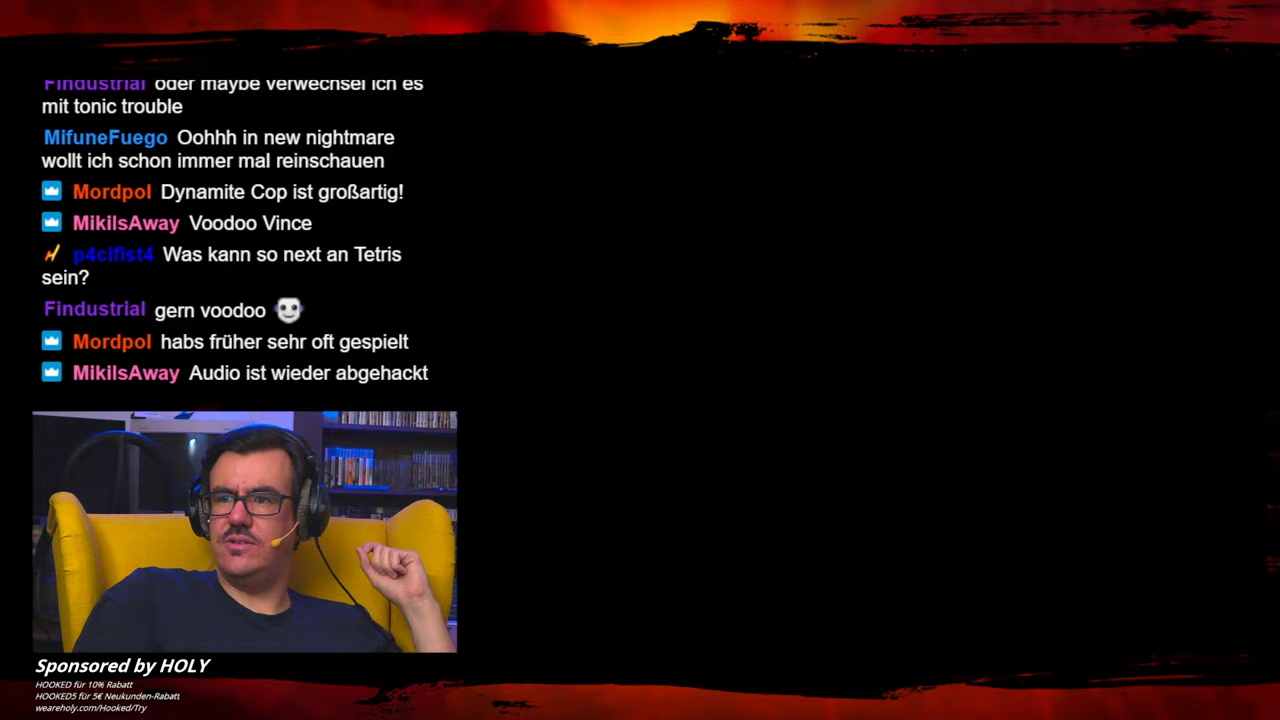 Findustrial oder maybe verwechsel ich es
mit tonic trouble
MifuneFuego Oohhh in new nightmare
wollt ich schon immer mal reinschauen
Mordpol Dynamite Cop ist großartig!
MikiIsAway Voodoo Vince
p4cifist4 Was kann so next an Tetris
sein?
Findustrial gern voodoo
Mordpol habs früher sehr oft gespielt
MikiIsAway Audio ist wieder abgehackt
Sponsored by HOLY
HOOKED für 10% Rabatt
HOOKED5 für 5€ Neukunden-Rabatt
weareholy.com/Hooked/Try